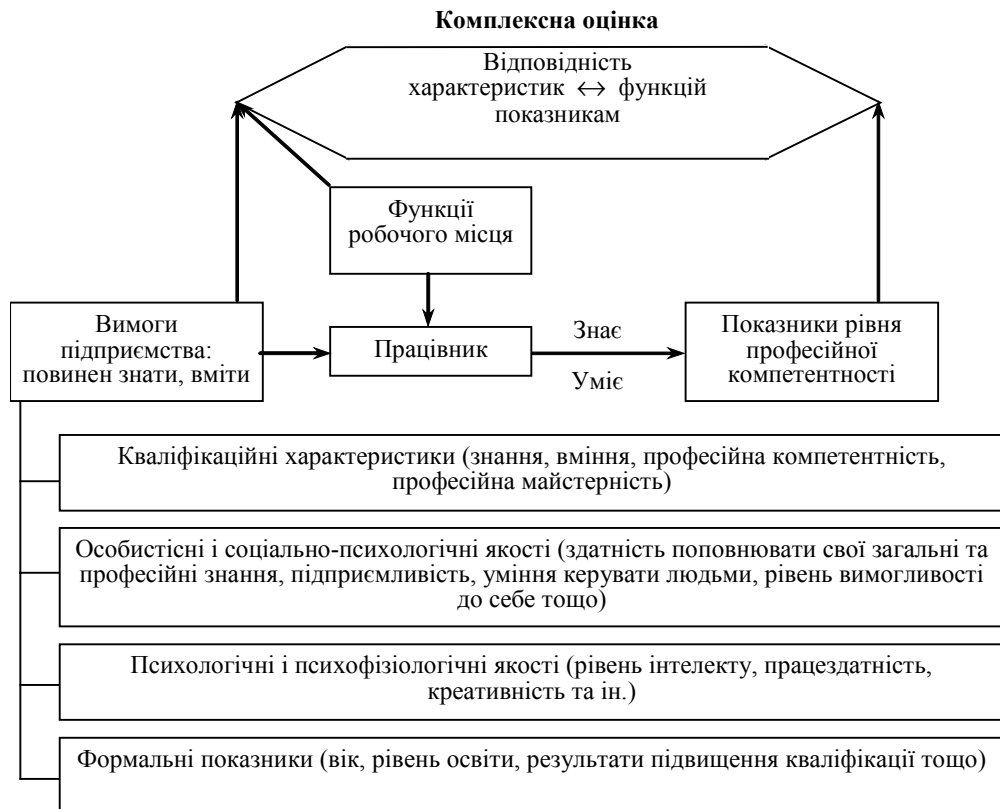 Комплексна оцінка
Відповідність
характеристик ↔ функцій
показникам
Функції
робочого місця
Вимоги
підприємства:
повинен знати, вміти
Працівник
Знає
Уміє
Показники рівня
професійної
компетентності
Кваліфікаційні характеристики (знання, вміння, професійна компетентність,
професійна майстерність)
Особистісні і соціально-психологічні якості (здатність поповнювати свої загальні та
професійні знання, підприємливість, уміння керувати людьми, рівень вимогливості
до себе тощо)
Психологічні і психофізіологічні якості (рівень інтелекту, працездатність,
креативність та ін.)
Формальні показники (вік, рівень освіти, результати підвищення кваліфікації тощо)